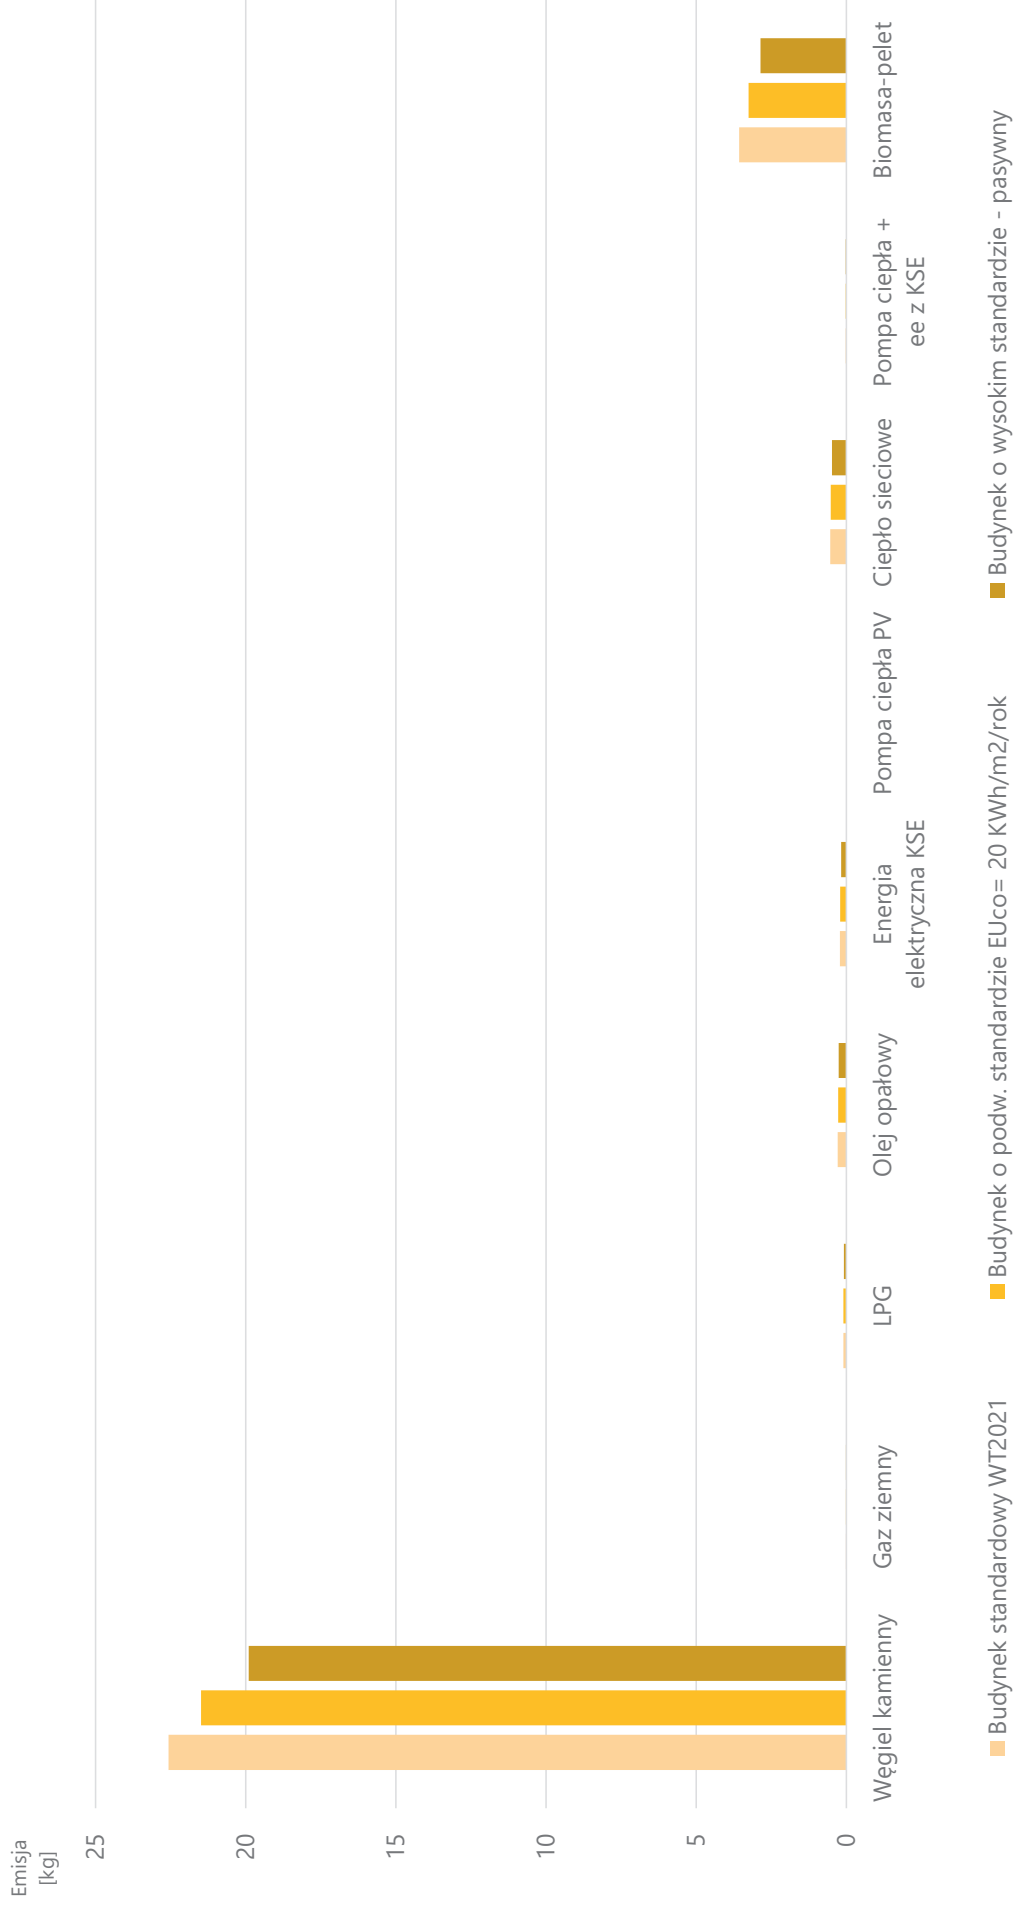 Emisja
[kg]
25
20
15
10
5
0
Węgiel kamienny
Gaz ziemny
LPG
Olej opałowy
Energia
elektryczna KSE
Pompa ciepła PV
Ciepło sieciowe
Pompa ciepła +
ee z KSE
Biomasa-pelet
Budynek standardowy WT2021
Budynek o podw. standardzie EUco= 20 KWh/m2/rok
Budynek o wysokim standardzie - pasywny